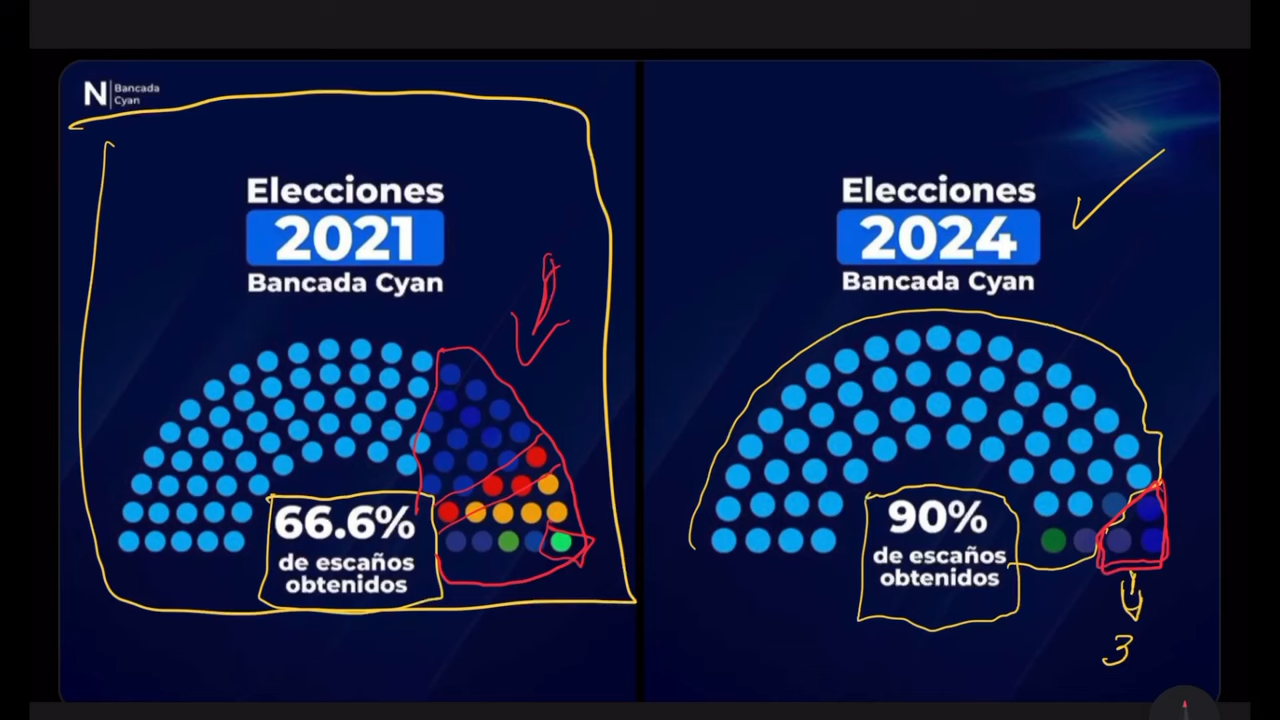 N Bancada
Cyan
Elecciones
2021
Bancada Cyan
66.6%
de escaños
obtenidos
Elecciones
2024
Bancada Cyan
90%
de escaños
obtenidos
3